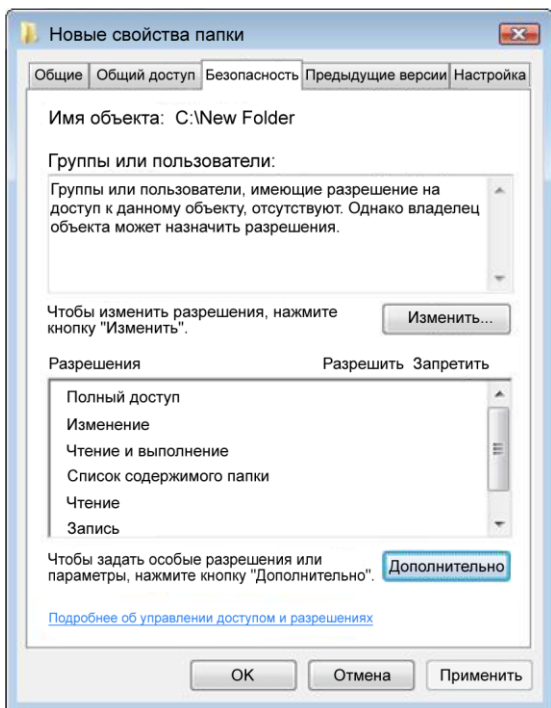 Новые свойства папки
Общие Общий доступ Безопасность Предыдущие версии Настройка
Имя объекта: C:\New Folder
Группы или пользователи:
Группы или пользователи, имеющие разрешение на
доступ к данному объекту, отсутствуют. Однако владелец
объекта может назначить разрешения.
Чтобы изменить разрешения, нажмите
кнопку "Изменить".
Изменить...
Разрешения Разрешить Запретить
Полный доступ
Изменение
Чтение и выполнение
Список содержимого папки
Чтение
Запись
Чтобы задать особые разрешения или
параметры, нажмите кнопку "Дополнительно".
Дополнительно
Подробнее об управлении доступом и разрешениях
OK Отмена Применить